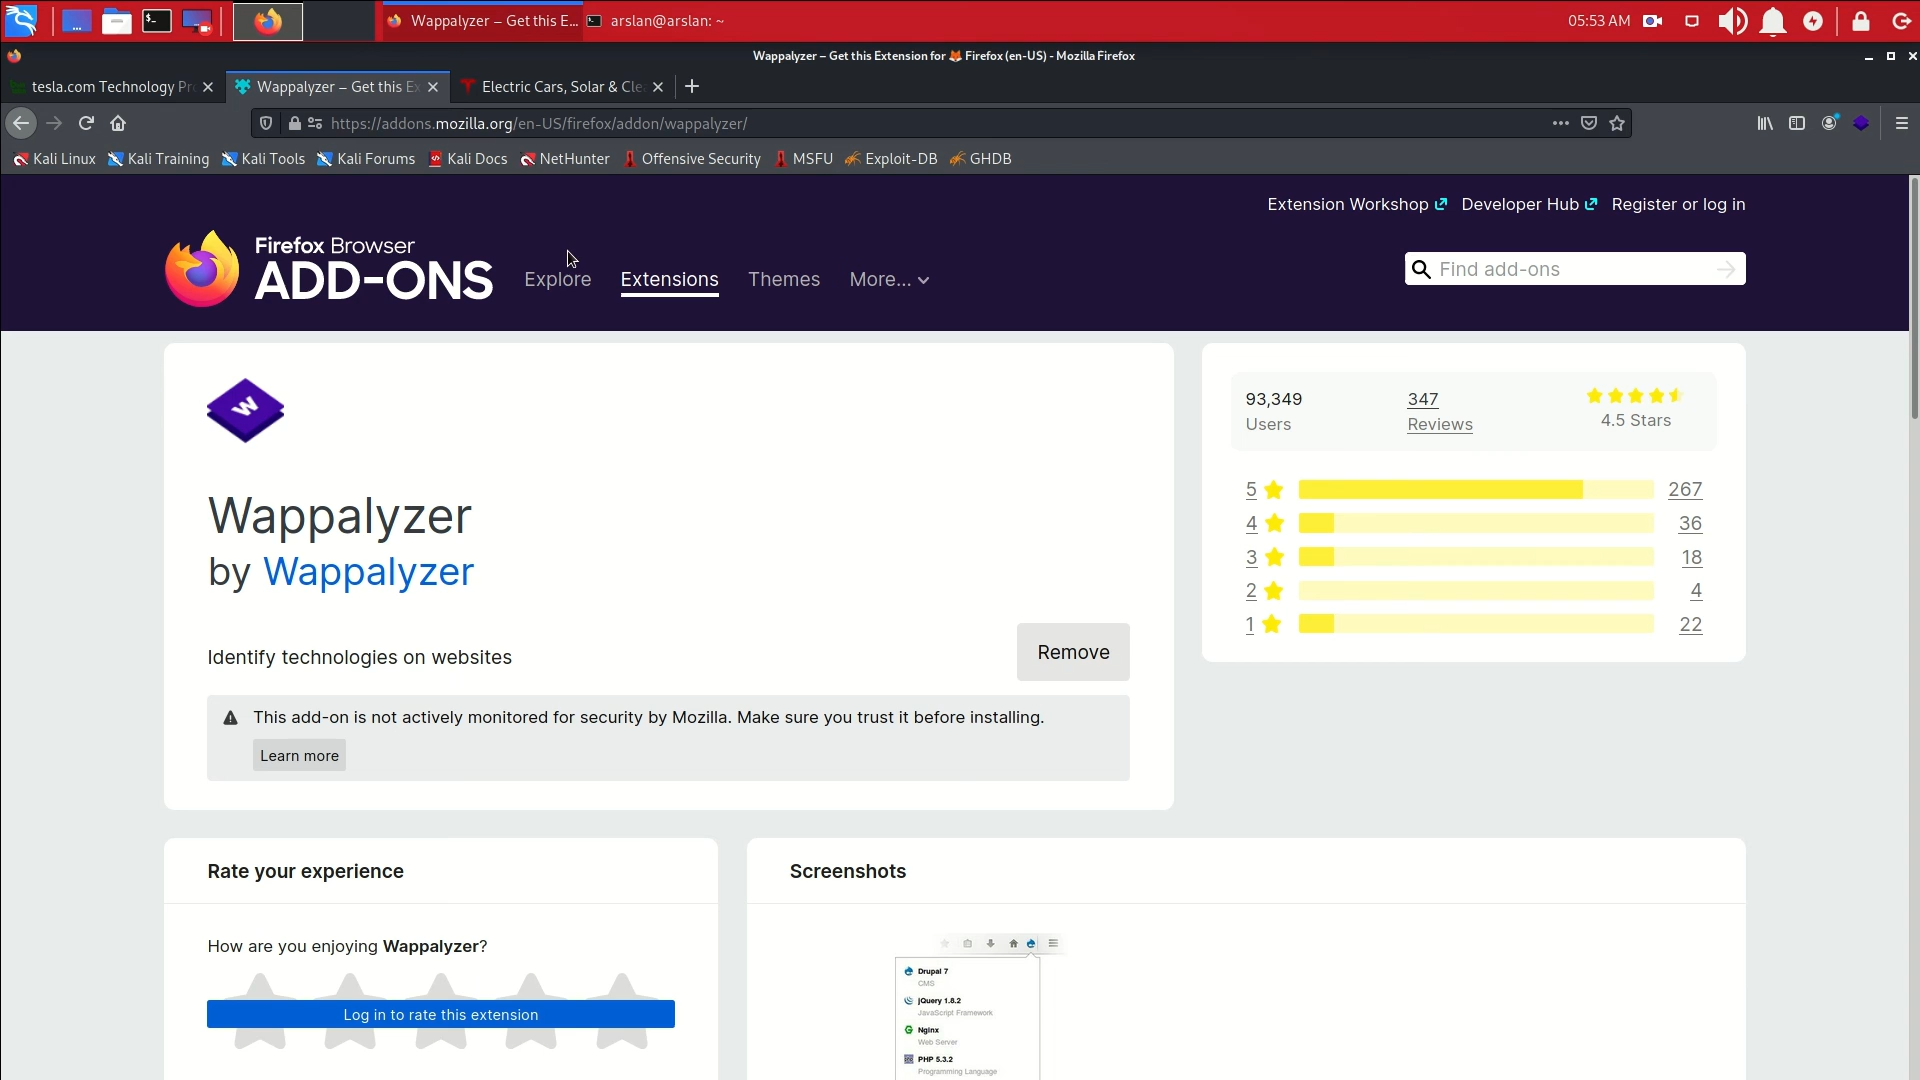 Wappalyzer – Get this E...
arslan@arslan: ~
05:53 AM
Wappalyzer – Get this Extension for 🦊 Firefox (en-US) - Mozilla Firefox
tesla.com Technology Pr
Wappalyzer – Get this Ex
Electric Cars, Solar & Cle
https://addons.mozilla.org/en-US/firefox/addon/wappalyzer/
Kali Linux
Kali Training
Kali Tools
Kali Forums
Kali Docs
NetHunter
Offensive Security
MSFU
Exploit-DB
GHDB
Extension Workshop
Developer Hub
Register or log in
Firefox Browser
ADD-ONS
Explore
Extensions
Themes
More...
Find add-ons
W
Wappalyzer
by Wappalyzer
Identify technologies on websites
Remove
This add-on is not actively monitored for security by Mozilla. Make sure you trust it before installing.
Learn more
93,349
Users
347
Reviews
4.5 Stars
5 267
4 36
3 18
2 4
1 22
Rate your experience
How are you enjoying Wappalyzer?
Log in to rate this extension
Screenshots
Drupal 7
CMS
jQuery 1.8.2
JavaScript Framework
Nginx
Web Server
PHP 5.3.2
Programming Language